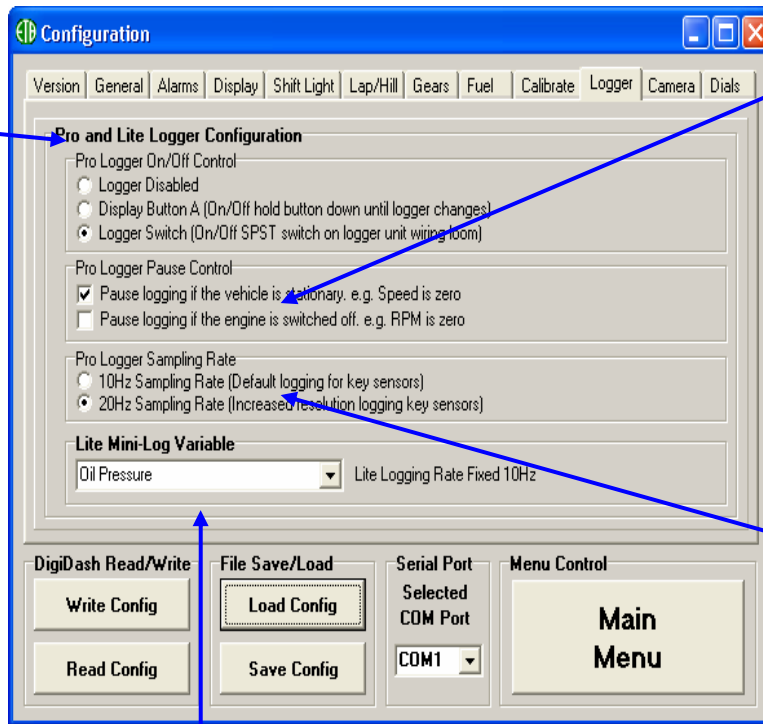 ETB Configuration
Version General Alarms Display Shift Light Lap/Hill Gears Fuel Calibrate Logger Camera Dials
Pro and Lite Logger Configuration
Pro Logger On/Off Control
Logger Disabled
Display Button A (On/Off hold button down until logger changes)
Logger Switch (On/Off SPST switch on logger unit wiring loom)
Pro Logger Pause Control
Pause logging if the vehicle is stationary. e.g. Speed is zero
Pause logging if the engine is switched off. e.g. RPM is zero
Pro Logger Sampling Rate
10Hz Sampling Rate (Default logging for key sensors)
20Hz Sampling Rate (Increased resolution logging key sensors)
Lite Mini-Log Variable
Oil Pressure Lite Logging Rate Fixed 10Hz
DigiDash Read/Write
Write Config
Read Config
File Save/Load
Load Config
Save Config
Serial Port
Selected
COM Port
COM1
Menu Control
Main
Menu